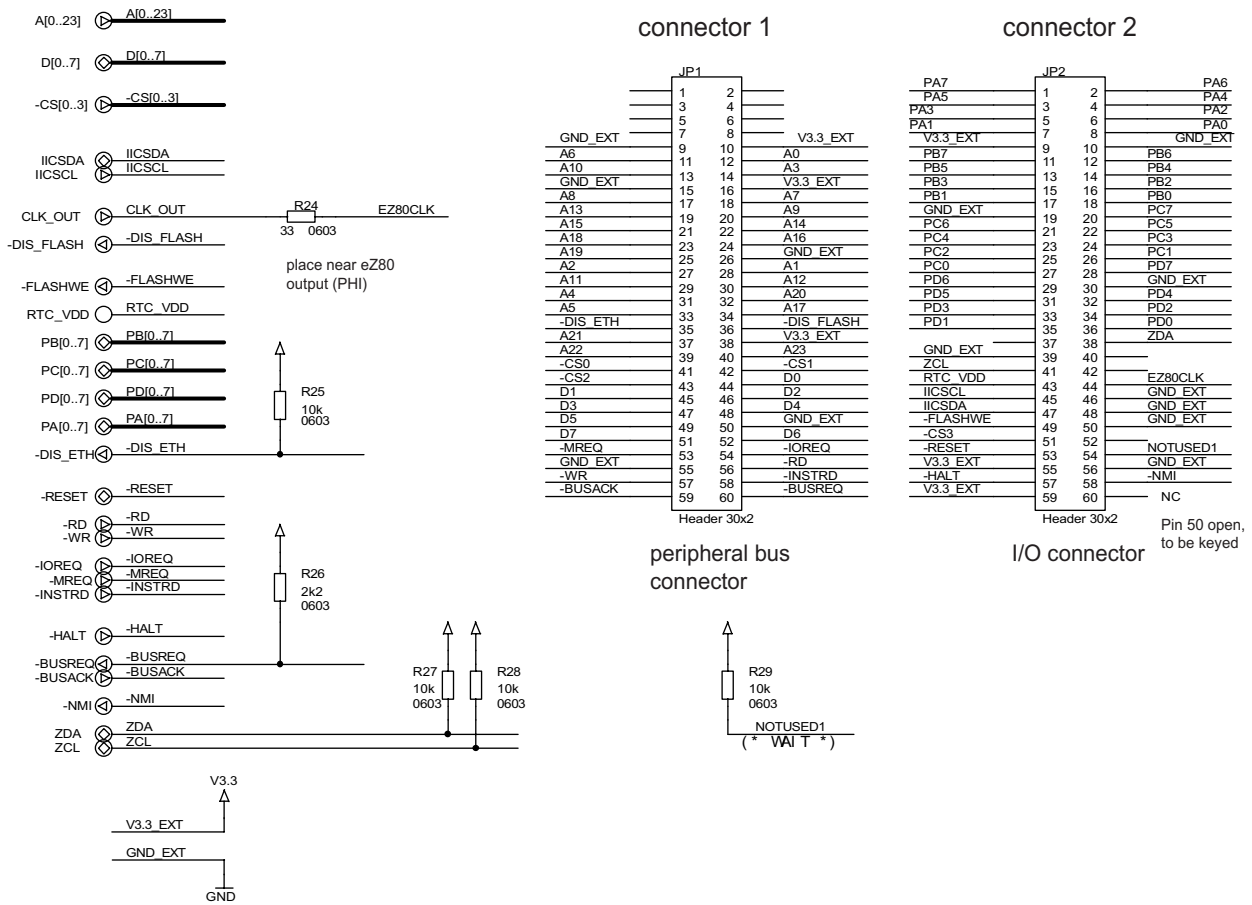 connector 1
connector 2
A[0..23] A[0..23]
D[0..7] D[0..7]
-CS[0..3] -CS[0..3]
IICSDA IICSDA
IICSCL IICSCL
CLK_OUT CLK_OUT R24 EZ80CLK
33 0603
-DIS_FLASH -DIS_FLASH
place near eZ80
output (PHI)
-FLASHWE -FLASHWE
RTC_VDD RTC_VDD
PB[0..7] PB[0..7]
PC[0..7] PC[0..7]
PD[0..7] PD[0..7]
PA[0..7] PA[0..7]
R25
10k
0603
-DIS_ETH -DIS_ETH
-RESET -RESET
-RD -RD
-WR -WR
-IOREQ -IOREQ
-MREQ -MREQ
-INSTRD -INSTRD
R26
2k2
0603
-HALT -HALT
-BUSREQ -BUSREQ
-BUSACK -BUSACK
-NMI -NMI
ZDA ZDA
ZCL ZCL
R27
10k
0603
R28
10k
0603
V3.3
V3.3_EXT
GND_EXT
GND
JP1
1 2
3 4
5 6
7 8
GND_EXT 9 10 V3.3_EXT
A6 11 12 A0
A10 13 14 A3
GND_EXT 15 16 V3.3_EXT
A8 17 18 A7
A13 19 20 A9
A15 21 22 A14
A18 23 24 A16
A19 25 26 GND_EXT
A2 27 28 A1
A11 29 30 A12
A4 31 32 A20
A5 33 34 A17
-DIS_ETH 35 36 -DIS_FLASH
A21 37 38 V3.3_EXT
A22 39 40 A23
-CS0 41 42 -CS1
-CS2 43 44 D0
D1 45 46 D2
D3 47 48 D4
D5 49 50 GND_EXT
D7 51 52 D6
-MREQ 53 54 -IOREQ
GND_EXT 55 56 -RD
-WR 57 58 -INSTRD
-BUSACK 59 60 -BUSREQ
Header 30x2
peripheral bus
connector
R29
10k
0603
NOTUSED1
(* WAIT *)
JP2
PA7 1 2 PA6
PA5 3 4 PA4
PA3 5 6 PA2
PA1 7 8 PA0
V3.3_EXT 9 10 GND_EXT
PB7 11 12 PB6
PB5 13 14 PB4
PB3 15 16 PB2
PB1 17 18 PB0
GND_EXT 19 20 PC7
PC6 21 22 PC5
PC4 23 24 PC3
PC2 25 26 PC1
PC0 27 28 PD7
PD6 29 30 GND_EXT
PD5 31 32 PD4
PD3 33 34 PD2
PD1 35 36 PD0
37 38 ZDA
GND_EXT 39 40
ZCL 41 42
RTC_VDD 43 44 EZ80CLK
IICSCL 45 46 GND_EXT
IICSDA 47 48 GND_EXT
-FLASHWE 49 50 GND_EXT
-CS3 51 52
-RESET 53 54 NOTUSED1
V3.3_EXT 55 56 GND_EXT
-HALT 57 58 -NMI
V3.3_EXT 59 60 NC
Header 30x2
Pin 50 open,
to be keyed
I/O connector